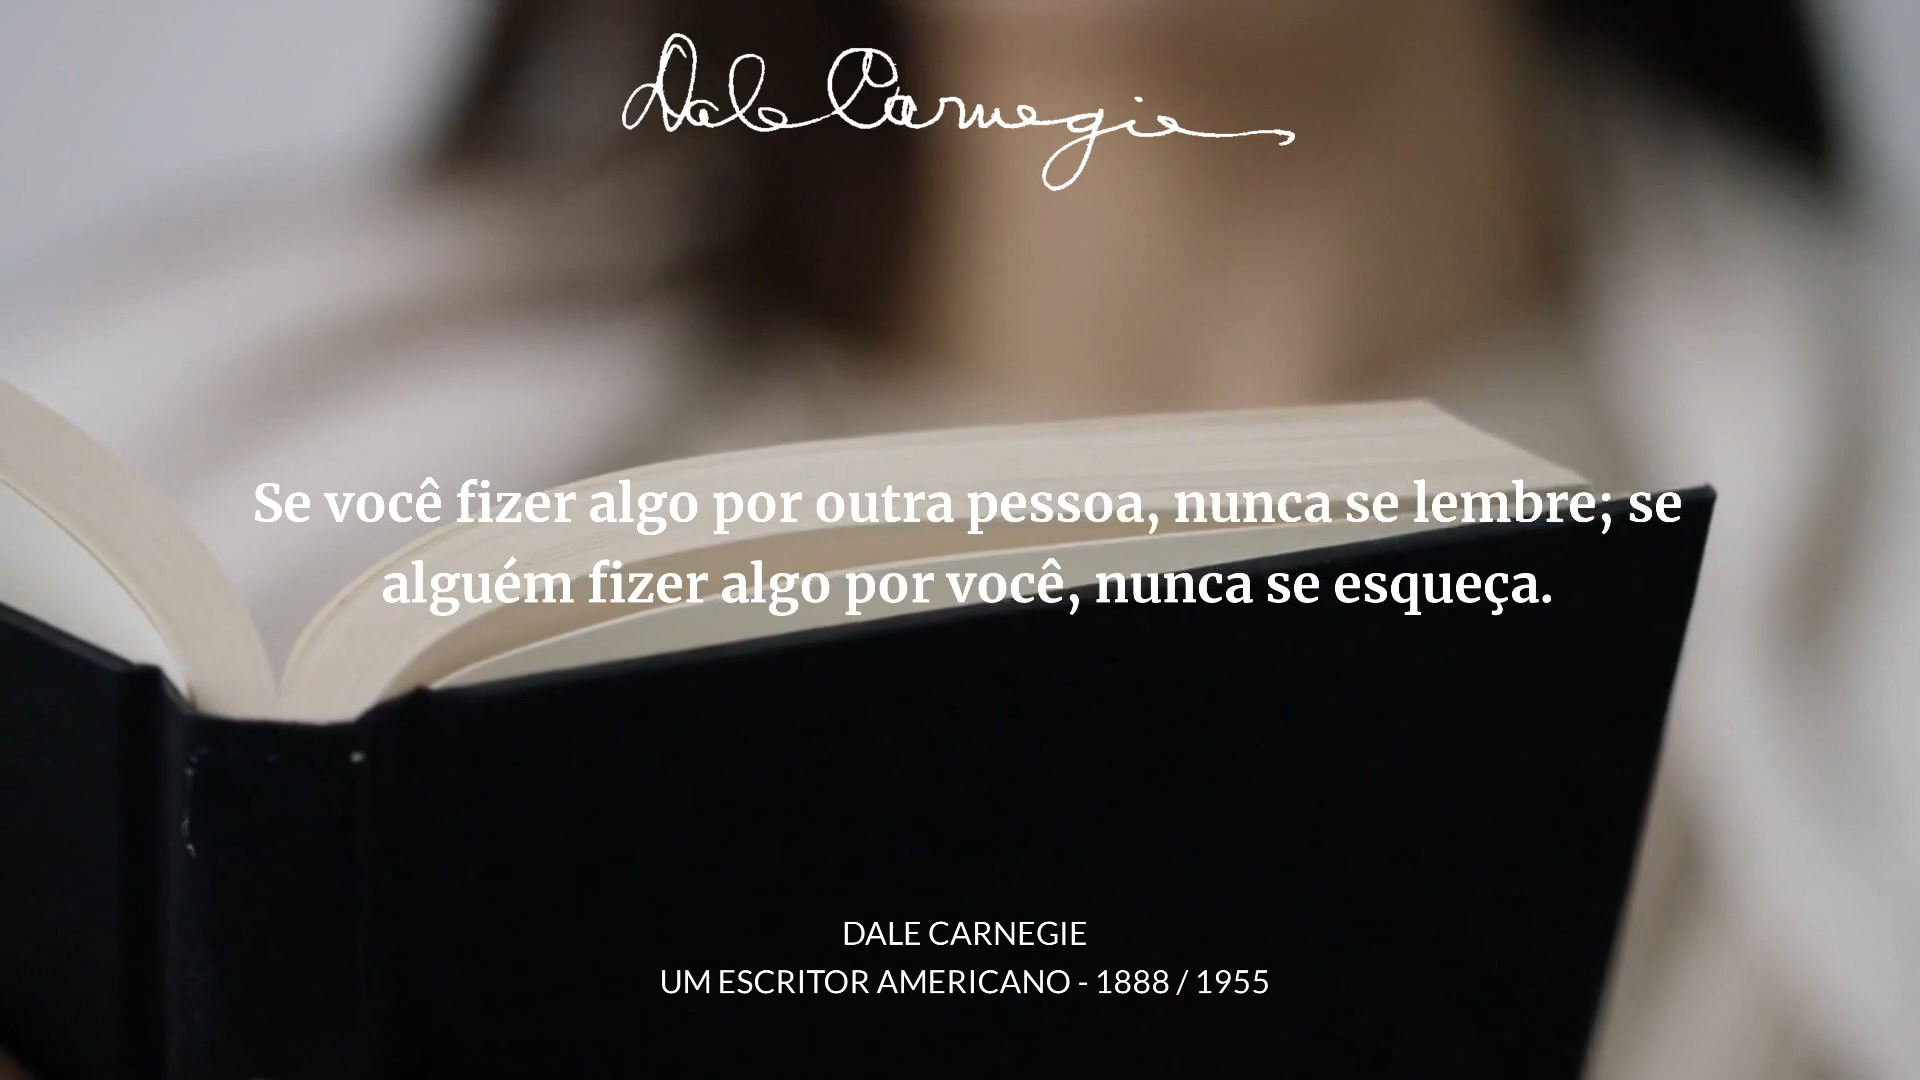 Dale Carnegie
Se você fizer algo por outra pessoa, nunca se lembre; se
alguém fizer algo por você, nunca se esqueça.
DALE CARNEGIE
UM ESCRITOR AMERICANO - 1888 / 1955